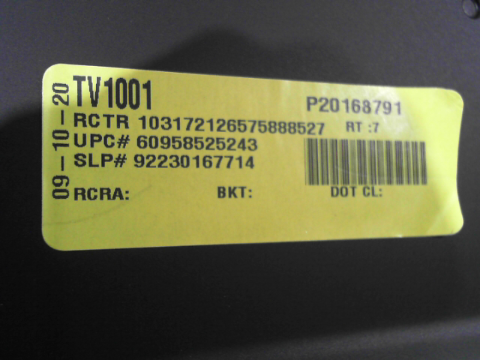 09-10-20
TV1001
P20168791
RCTR 103172126575888527 RT :7
UPC# 60958525243
SLP# 92230167714
RCRA: BKT: DOT CL: